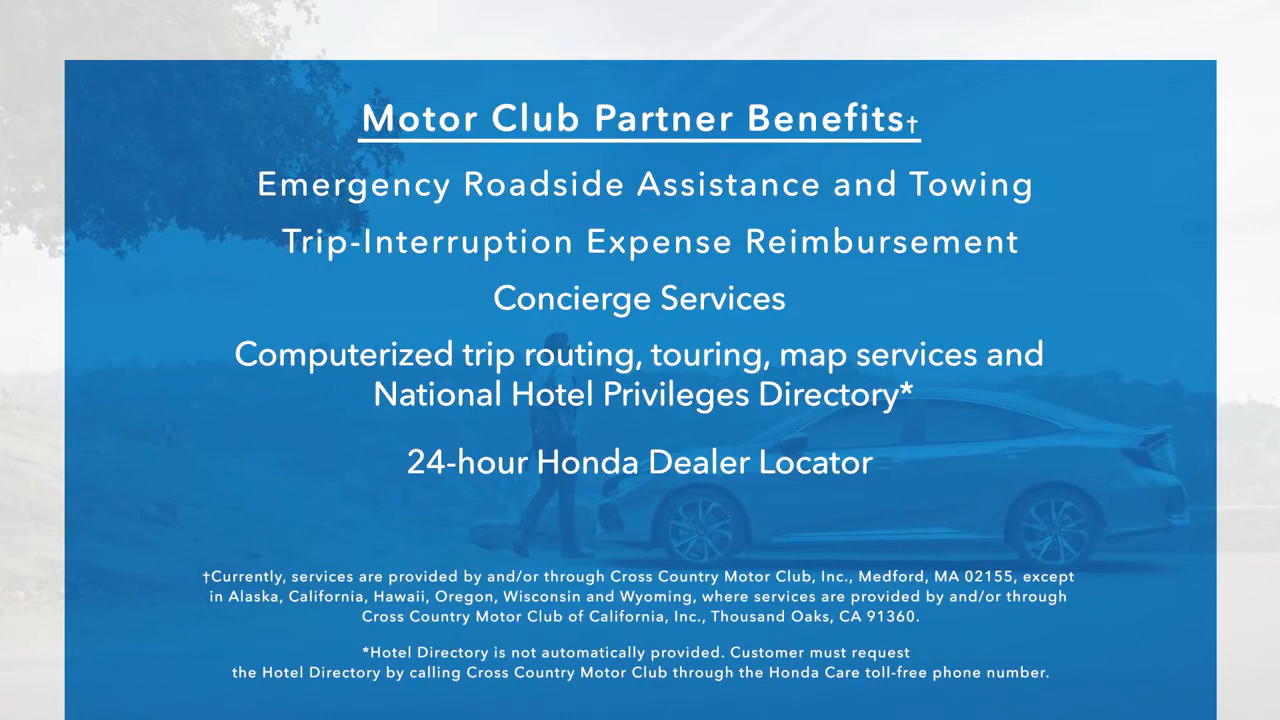 Motor Club Partner Benefits†
Emergency Roadside Assistance and Towing
Trip-Interruption Expense Reimbursement
Concierge Services
Computerized trip routing, touring, map services and
National Hotel Privileges Directory*
24-hour Honda Dealer Locator
†Currently, services are provided by and/or through Cross Country Motor Club, Inc., Medford, MA 02155, except
in Alaska, California, Hawaii, Oregon, Wisconsin and Wyoming, where services are provided by and/or through
Cross Country Motor Club of California, Inc., Thousand Oaks, CA 91360.
*Hotel Directory is not automatically provided. Customer must request
the Hotel Directory by calling Cross Country Motor Club through the Honda Care toll-free phone number.